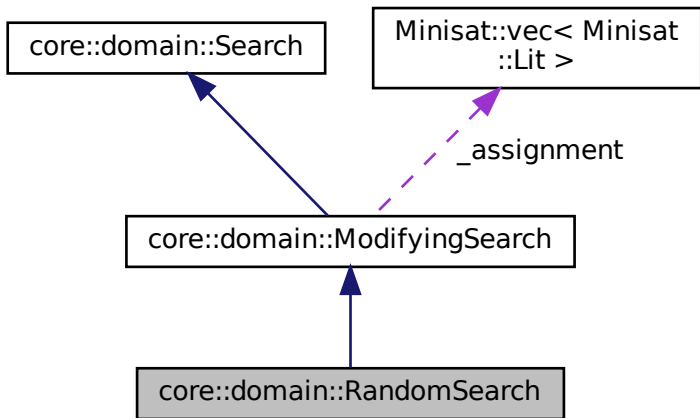 core::domain::Search
Minisat::vec< Minisat
::Lit >
_assignment
core::domain::ModifyingSearch
core::domain::RandomSearch